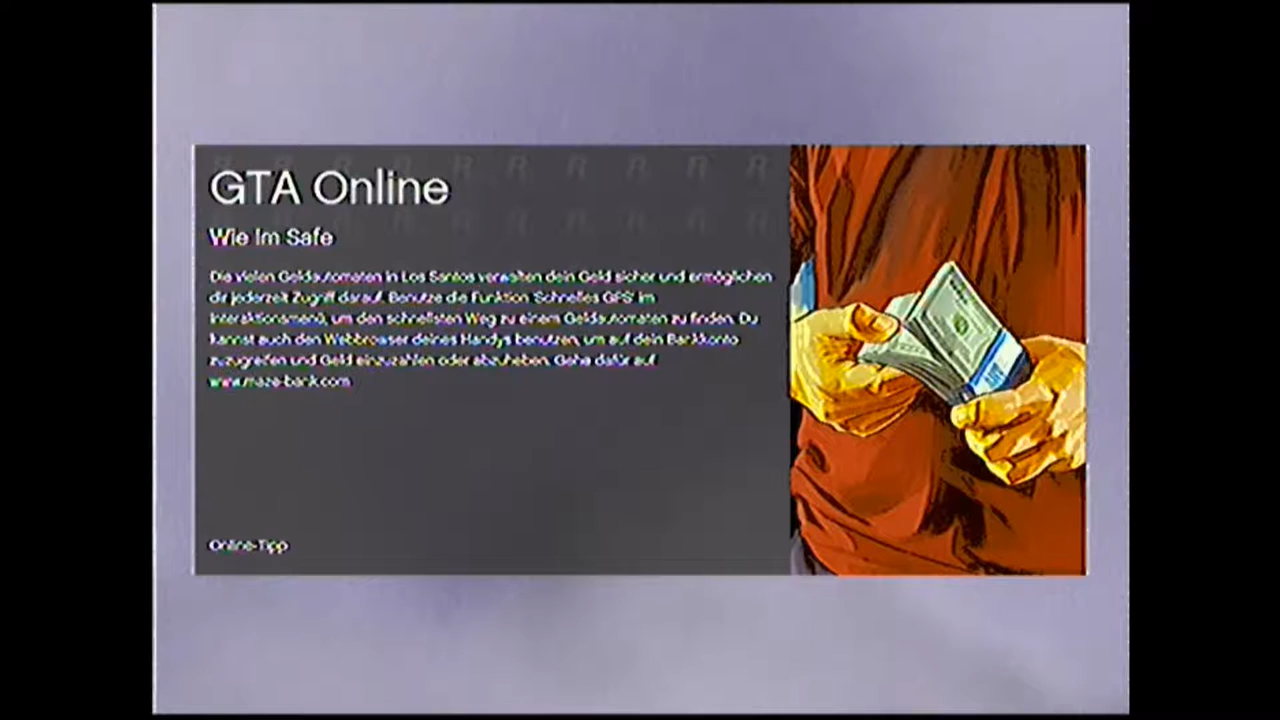 GTA Online
Wie im Safe
Die vielen Geldautomaten in Los Santos verwalten dein Geld sicher und ermöglichen
dir jederzeit Zugriff darauf. Benutze die Funktion 'Schnelles GPS' im
Interaktionsmenü, um den schnellsten Weg zu einem Geldautomaten zu finden. Du
kannst auch den Webbrowser deines Handys benutzen, um auf dein Bankkonto
zuzugreifen und Geld einzuzahlen oder abzuheben. Gehe dafür auf
www.maze-bank.com
Online-Tipp